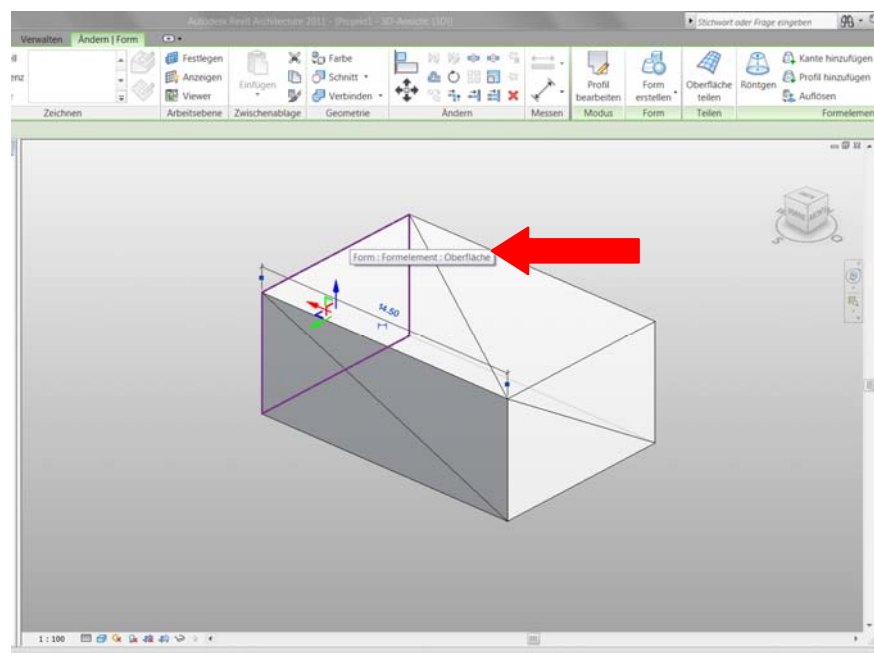 Autodesk Revit Architecture 2011 - [Projekt1 - 3D-Ansicht: {3D}]
Stichwort oder Frage eingeben
Verwalten Ändern | Form
Festlegen
Anzeigen
Viewer
Einfügen
Farbe
Schnitt
Verbinden
Profil
bearbeiten
Form
erstellen
Oberfläche
teilen
Röntgen
Kante hinzufügen
Profil hinzufügen
Auflösen
Zeichnen Arbeitsebene Zwischenablage Geometrie Ändern Messen Modus Form Teilen Formelemen
Form : Formelement : Oberfläche
14.50
1 : 100